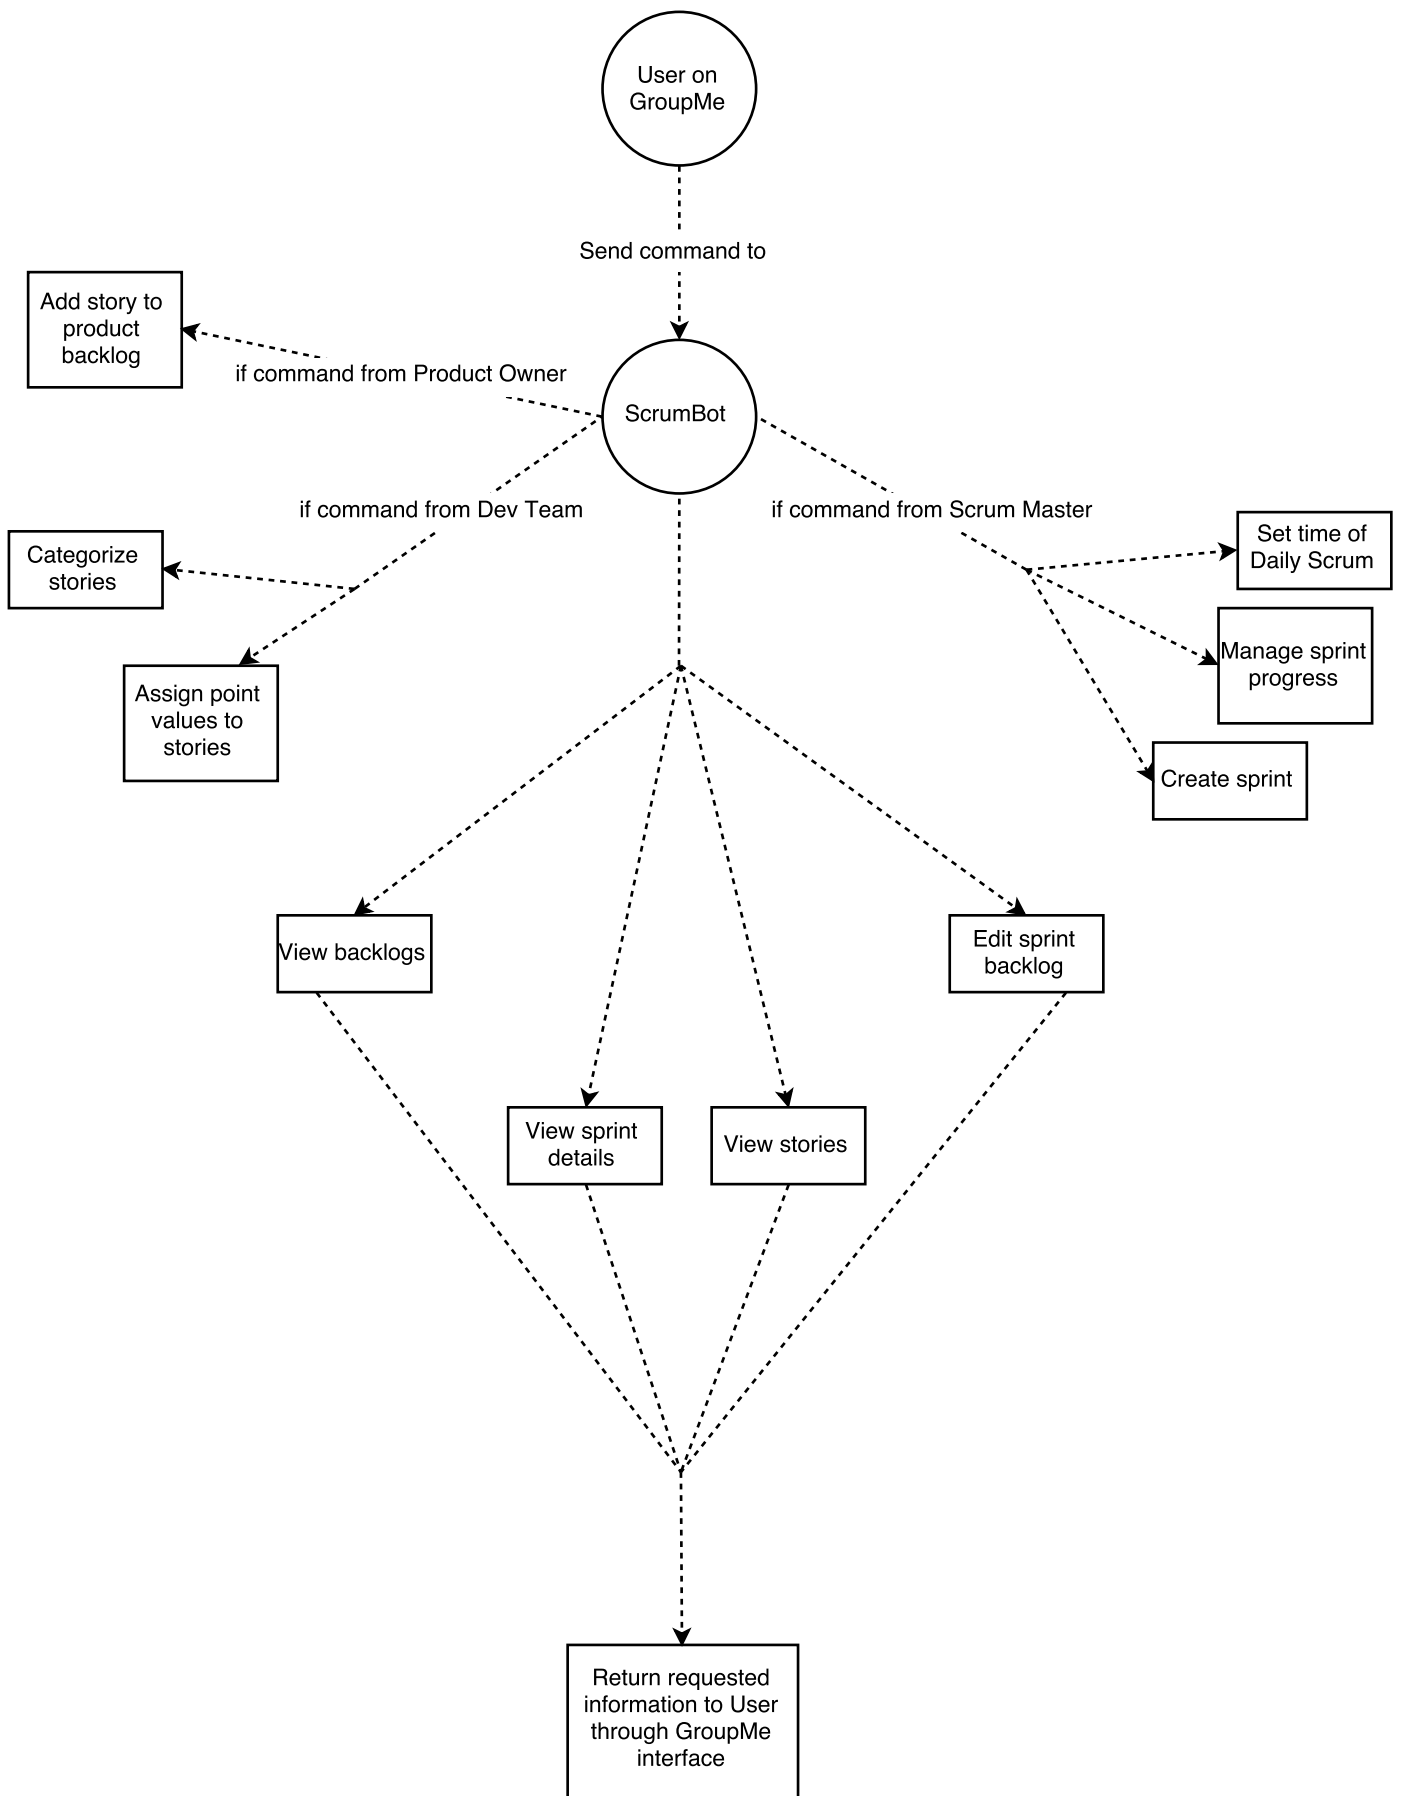 User on
GroupMe
Send command to
Add story to
product
backlog
if command from Product Owner
ScrumBot
if command from Dev Team
if command from Scrum Master
Categorize
stories
Set time of
Daily Scrum
Assign point
values to
stories
Manage sprint
progress
Create sprint
View backlogs
Edit sprint
backlog
View sprint
details
View stories
Return requested
information to User
through GroupMe
interface